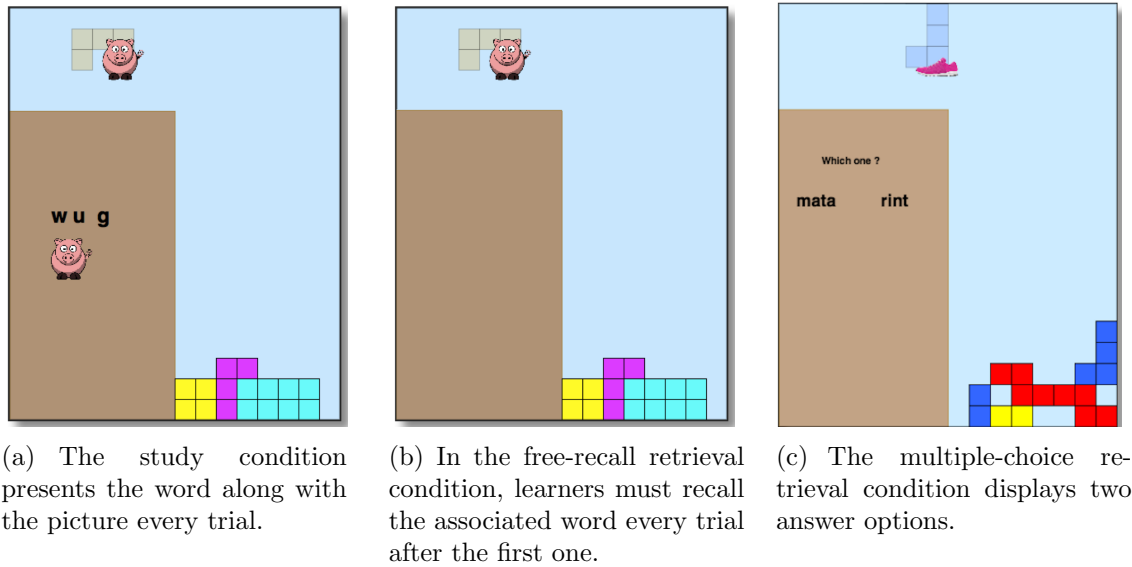 w u g
Which one ?
mata rint
(a) The study condition
presents the word along with
the picture every trial.
(b) In the free-recall retrieval
condition, learners must recall
the associated word every trial
after the first one.
(c) The multiple-choice re-
trieval condition displays two
answer options.